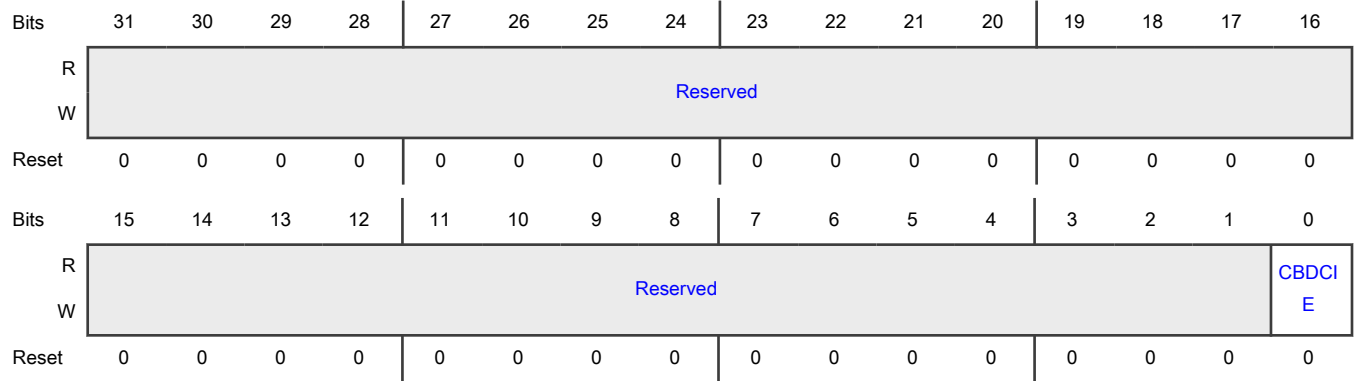 Bits 31 30 29 28 27 26 25 24 23 22 21 20 19 18 17 16
R
Reserved
W
Reset 0 0 0 0 0 0 0 0 0 0 0 0 0 0 0 0
Bits 15 14 13 12 11 10 9 8 7 6 5 4 3 2 1 0
R
Reserved
CBDCI
E
W
Reset 0 0 0 0 0 0 0 0 0 0 0 0 0 0 0 0